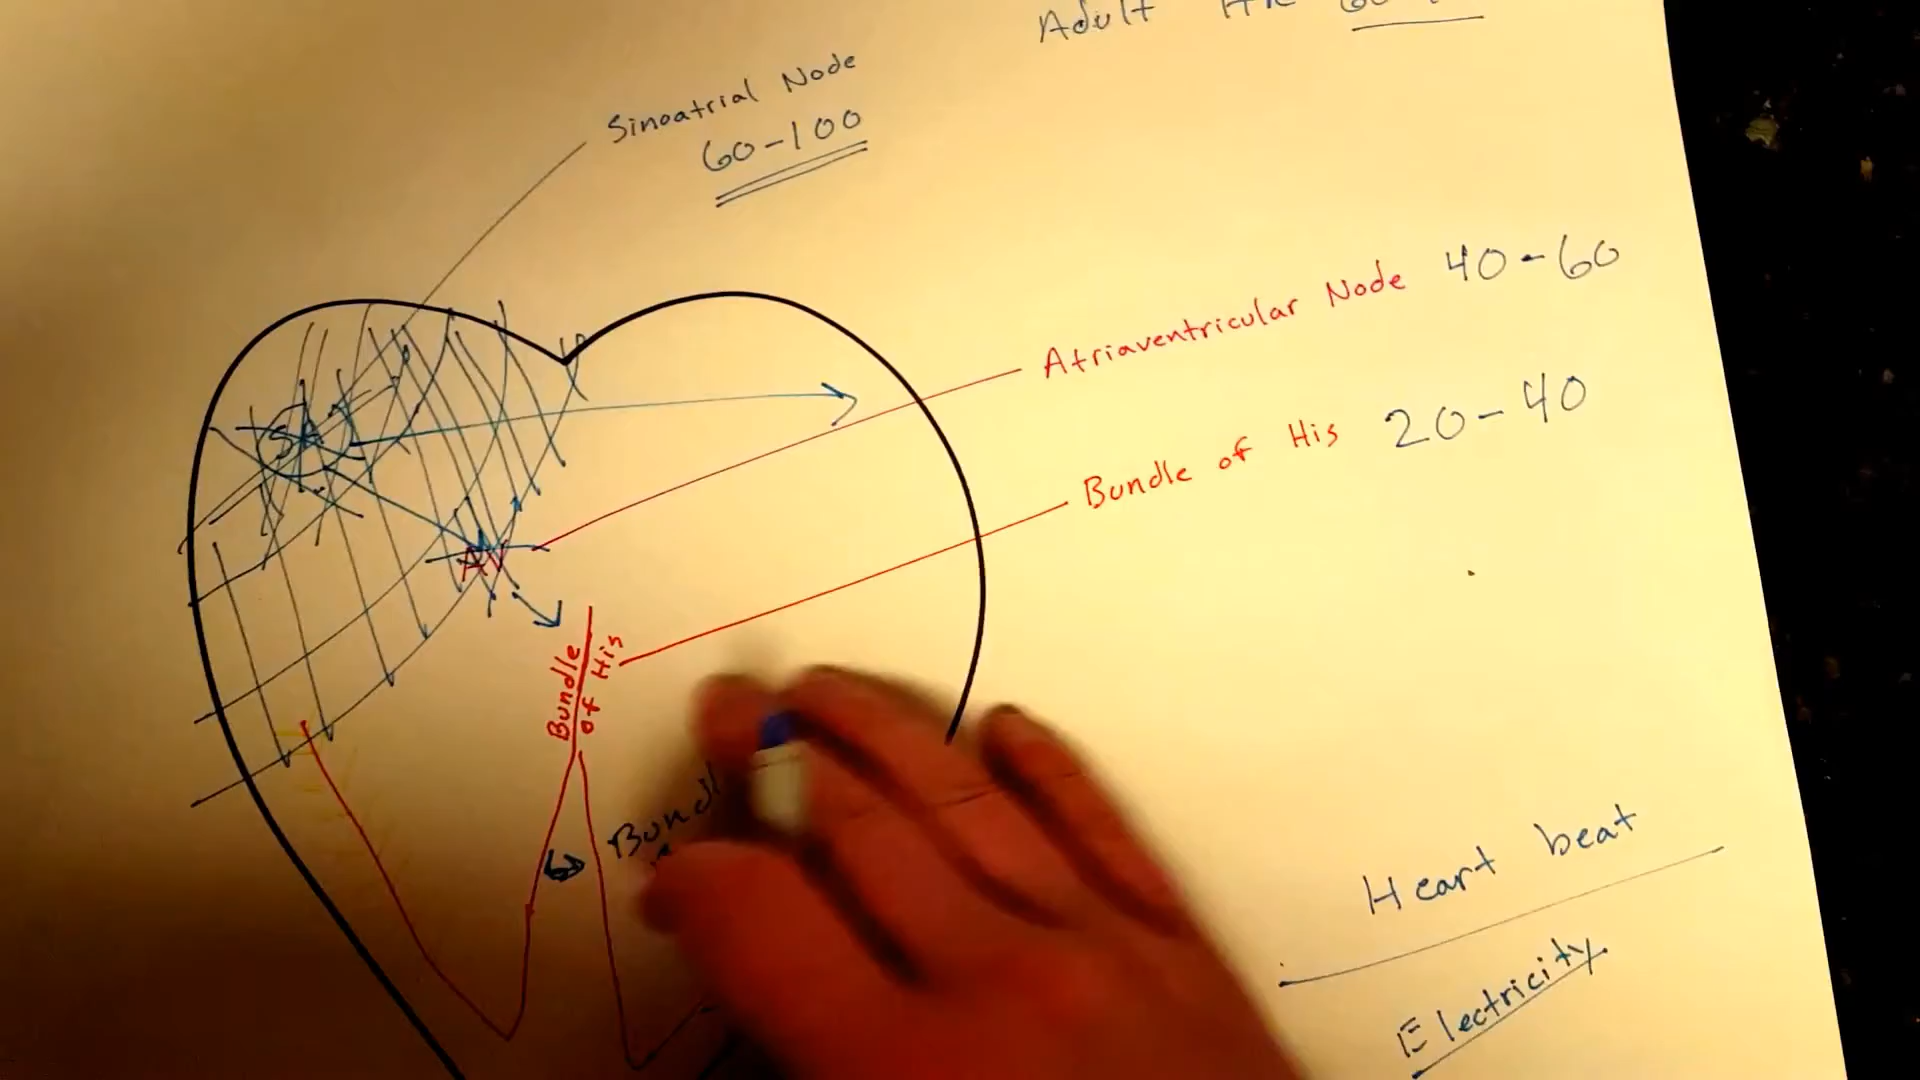 Adult HR
Sinoatrial Node
60-100
Atriaventricular Node 40-60
Bundle of His 20-40
SA
AV
Bundle
of His
Heart beat
Electricity